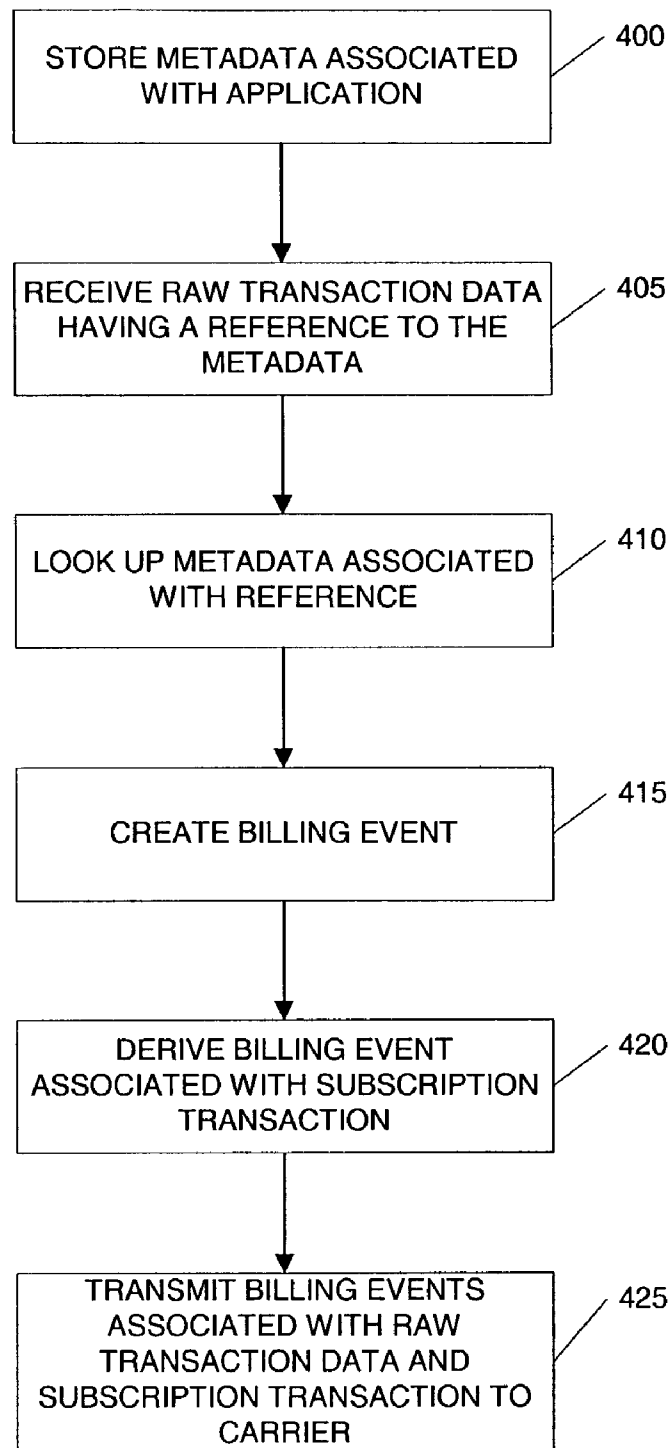 STORE METADATA ASSOCIATED
WITH APPLICATION
400
RECEIVE RAW TRANSACTION DATA
HAVING A REFERENCE TO THE
METADATA
405
LOOK UP METADATA ASSOCIATED
WITH REFERENCE
410
CREATE BILLING EVENT
415
DERIVE BILLING EVENT
ASSOCIATED WITH SUBSCRIPTION
TRANSACTION
420
TRANSMIT BILLING EVENTS
ASSOCIATED WITH RAW
TRANSACTION DATA AND
SUBSCRIPTION TRANSACTION TO
CARRIER
425